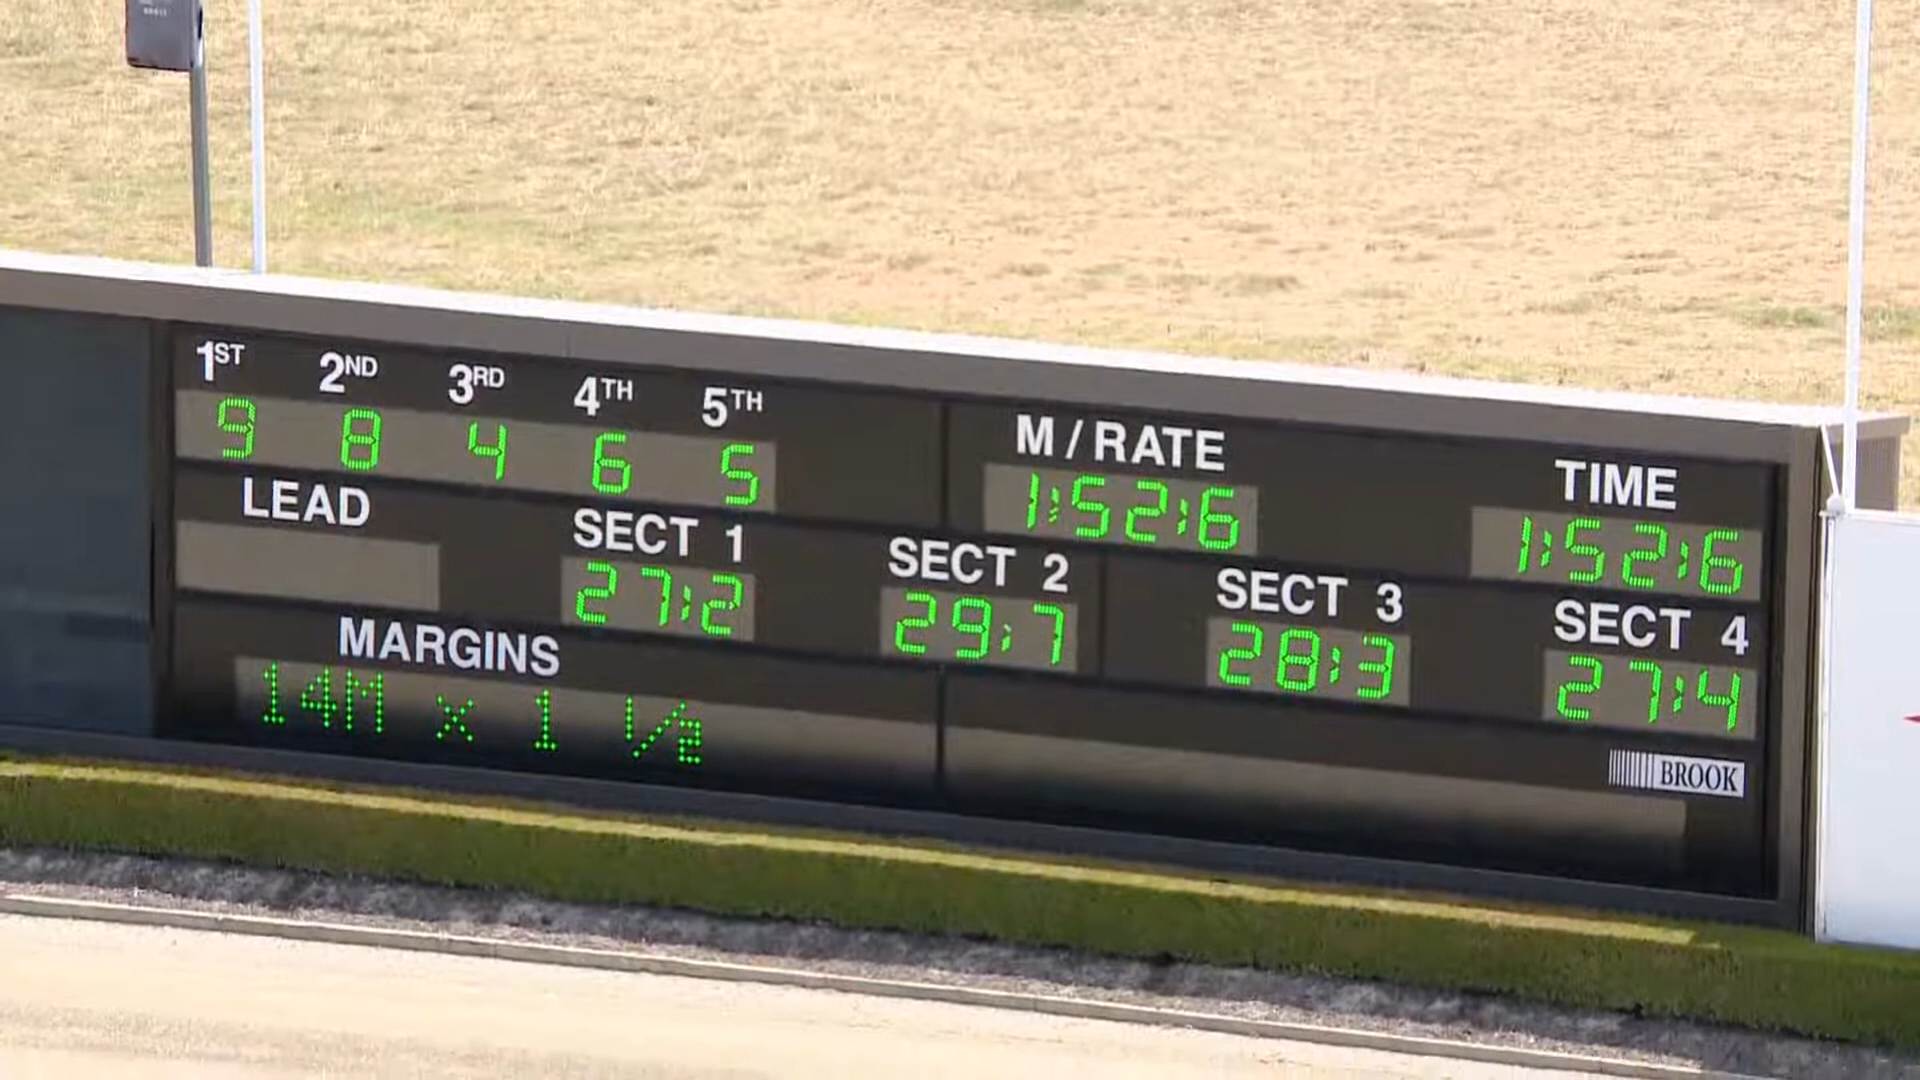 1ST 2ND 3RD 4TH 5TH
9 8 4 6 5
M / RATE
1:52:6
TIME
1:52:6
LEAD
SECT 1
27:2
SECT 2
29:7
SECT 3
28:3
SECT 4
27:4
MARGINS
14M x 1 1/2
BROOK